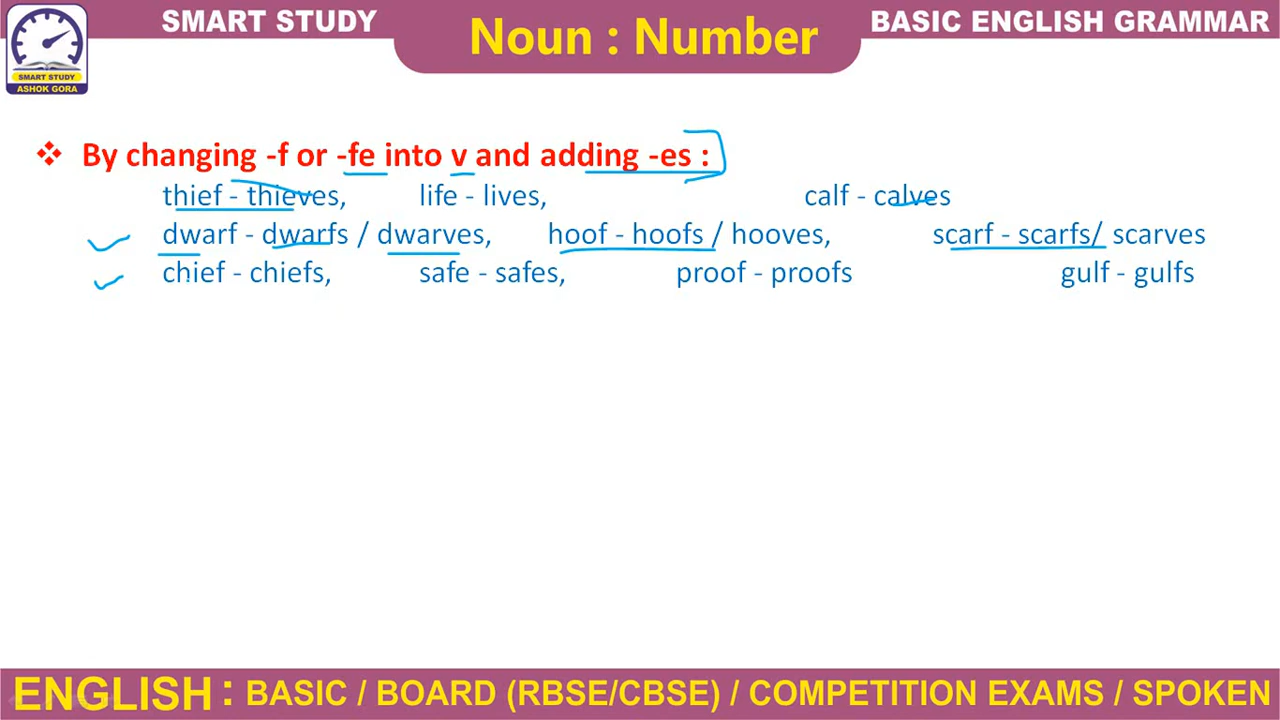 SMART STUDY
Noun : Number
BASIC ENGLISH GRAMMAR
SMART STUDY
ASHOK GORA
By changing -f or -fe into v and adding -es :
thief - thieves, life - lives, calf - calves
dwarf - dwarfs / dwarves, hoof - hoofs / hooves, scarf - scarfs/ scarves
chief - chiefs, safe - safes, proof - proofs gulf - gulfs
ENGLISH : BASIC / BOARD (RBSE/CBSE) / COMPETITION EXAMS / SPOKEN